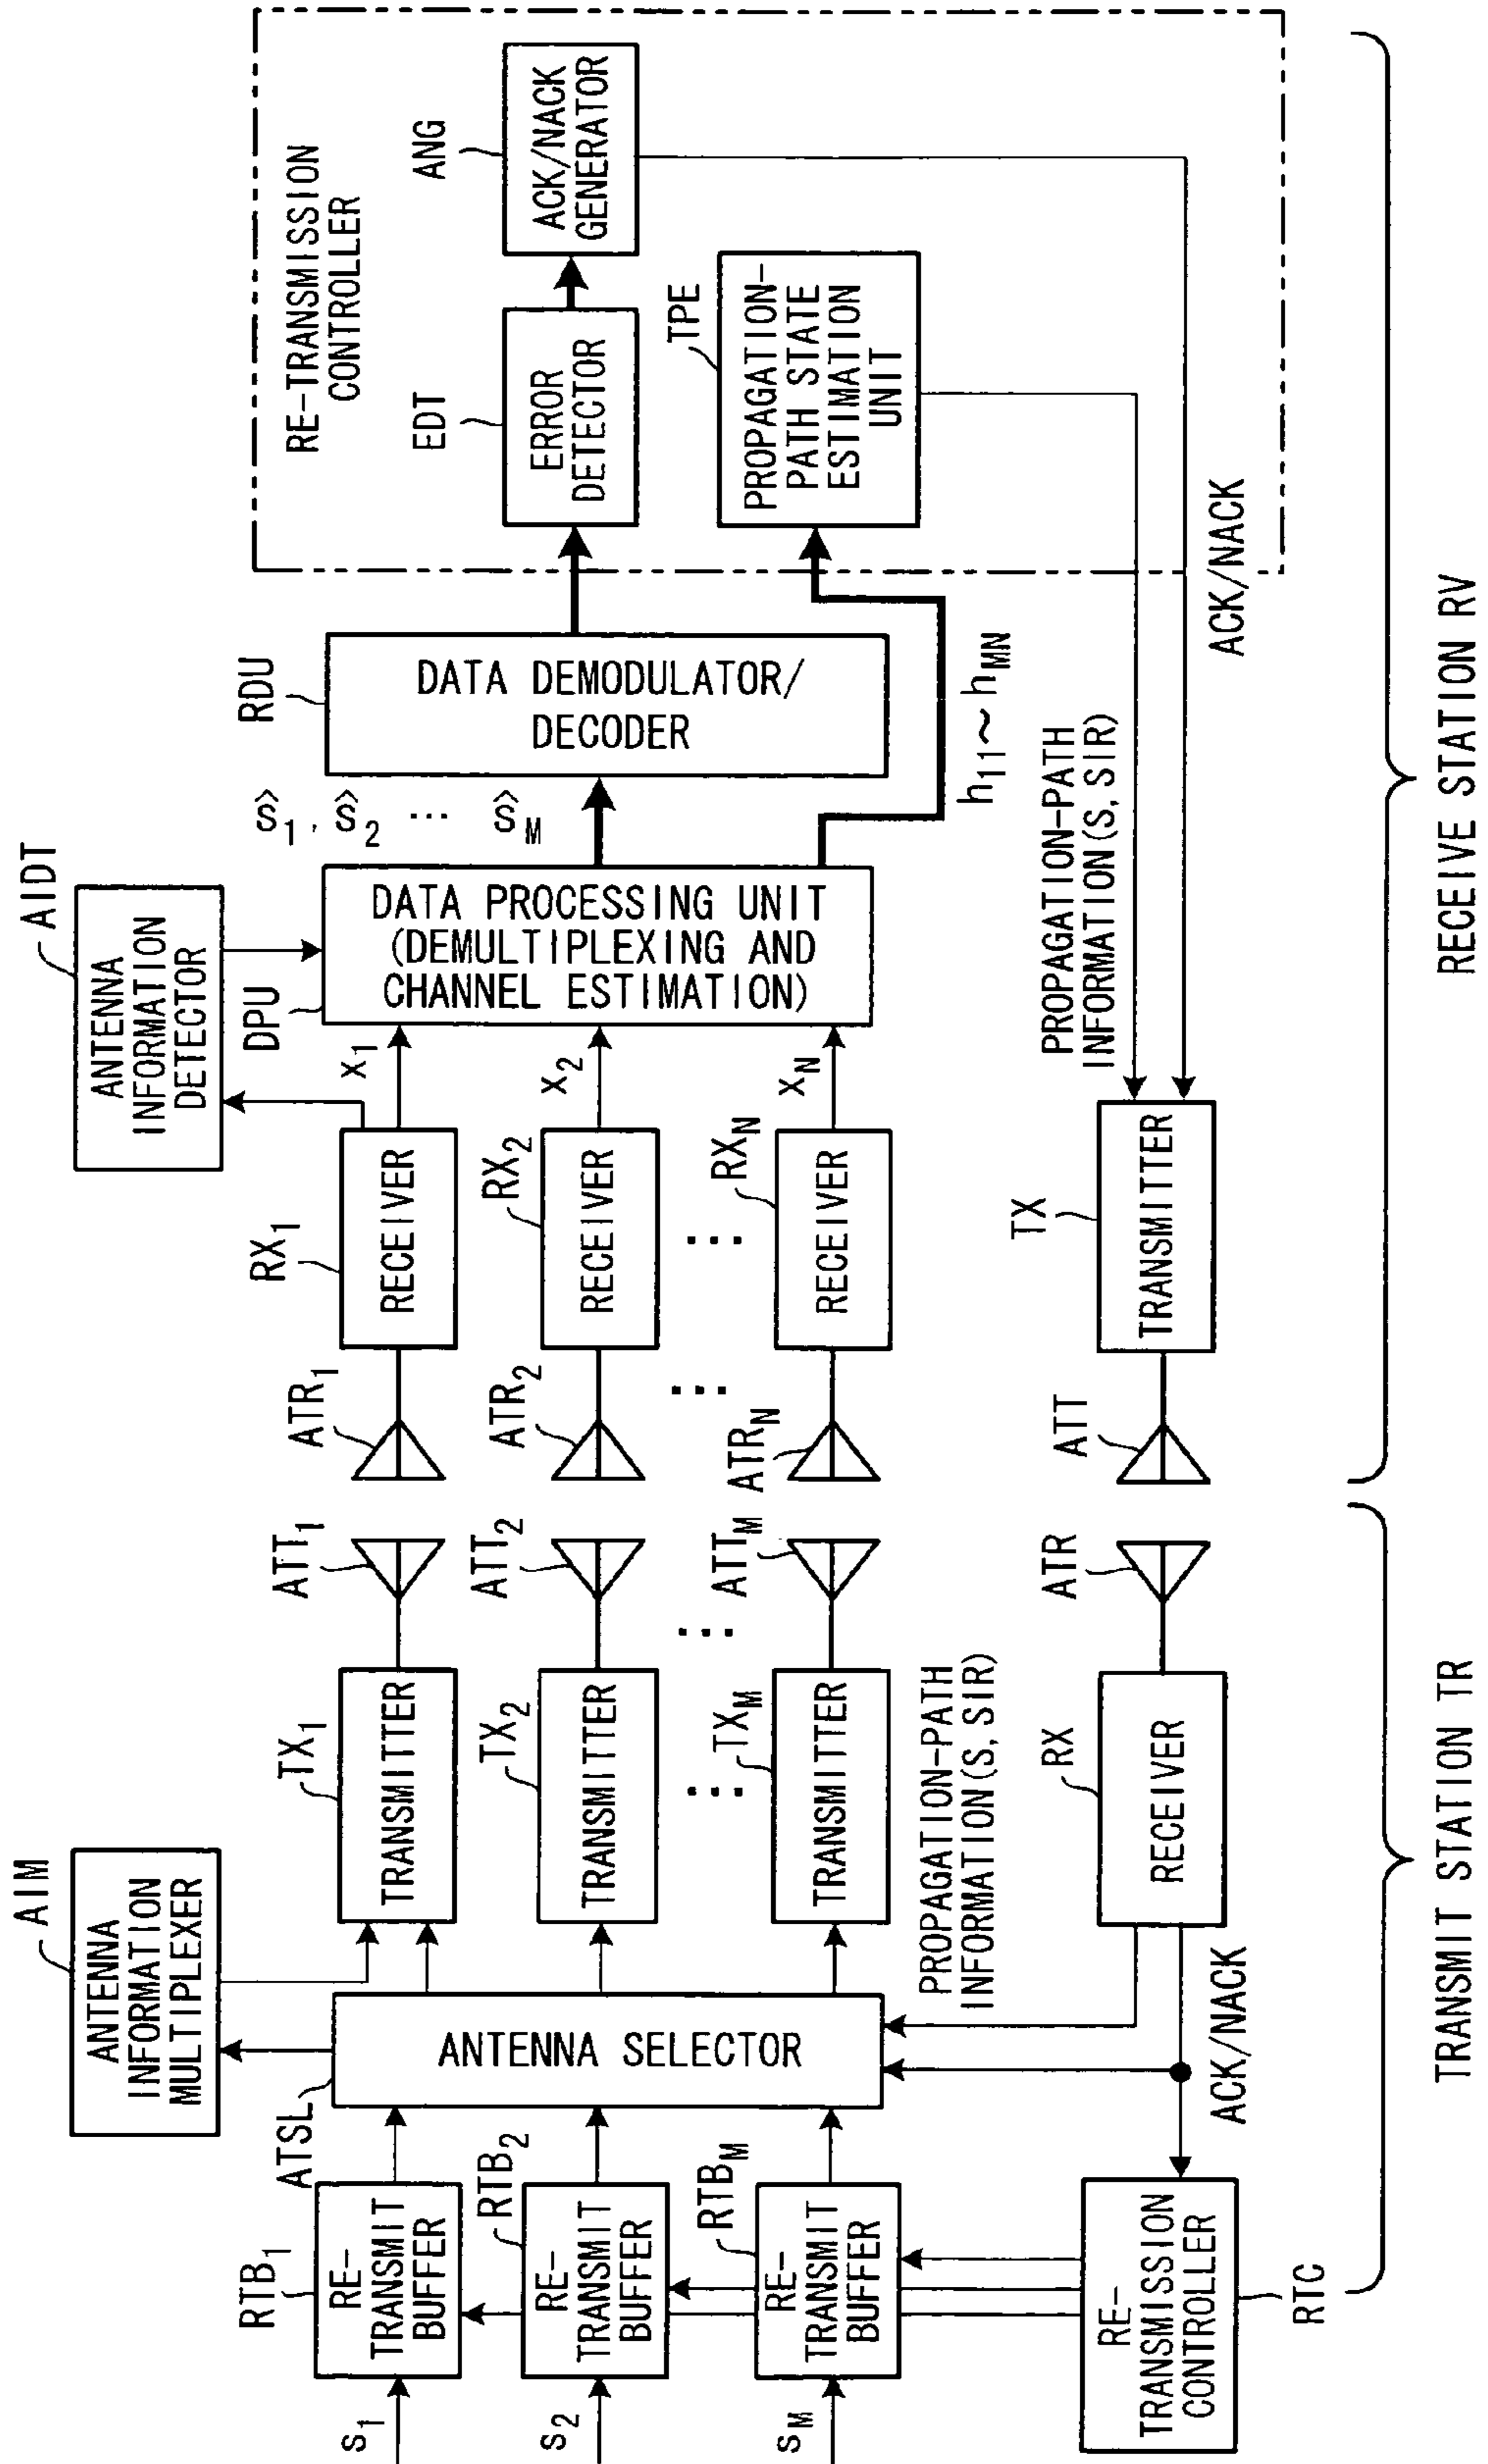 AIM
ANTENNA
INFORMATION
MULTIPLEXER
AIDT
ANTENNA
INFORMATION
DETECTOR
RE-TRANSMISSION
CONTROLLER
s1
RTB1
RE-
TRANSMIT
BUFFER
s2
RTB2
RE-
TRANSMIT
BUFFER
sM
RTBM
RE-
TRANSMIT
BUFFER
ATSL
ANTENNA SELECTOR
TX1
TRANSMITTER
TX2
TRANSMITTER
...
TXM
TRANSMITTER
ATT1
ATT2
...
ATTM
ATR1
ATR2
...
ATRN
RX1
RECEIVER
RX2
RECEIVER
...
RXN
RECEIVER
x1
x2
xN
DPU
DATA PROCESSING UNIT
(DEMULTIPLEXING AND
CHANNEL ESTIMATION)
ŝ1, ŝ2 ... ŝM
RDU
DATA DEMODULATOR/
DECODER
h11~hMN
EDT
ERROR
DETECTOR
ANG
ACK/NACK
GENERATOR
TPE
PROPAGATION-
PATH STATE
ESTIMATION
UNIT
RE-
TRANSMISSION
CONTROLLER
RTC
ACK/NACK
PROPAGATION-PATH
INFORMATION(S,SIR)
RX
RECEIVER
ATR
ATT
TX
TRANSMITTER
PROPAGATION-PATH
INFORMATION(S,SIR)
ACK/NACK
TRANSMIT STATION TR
RECEIVE STATION RV